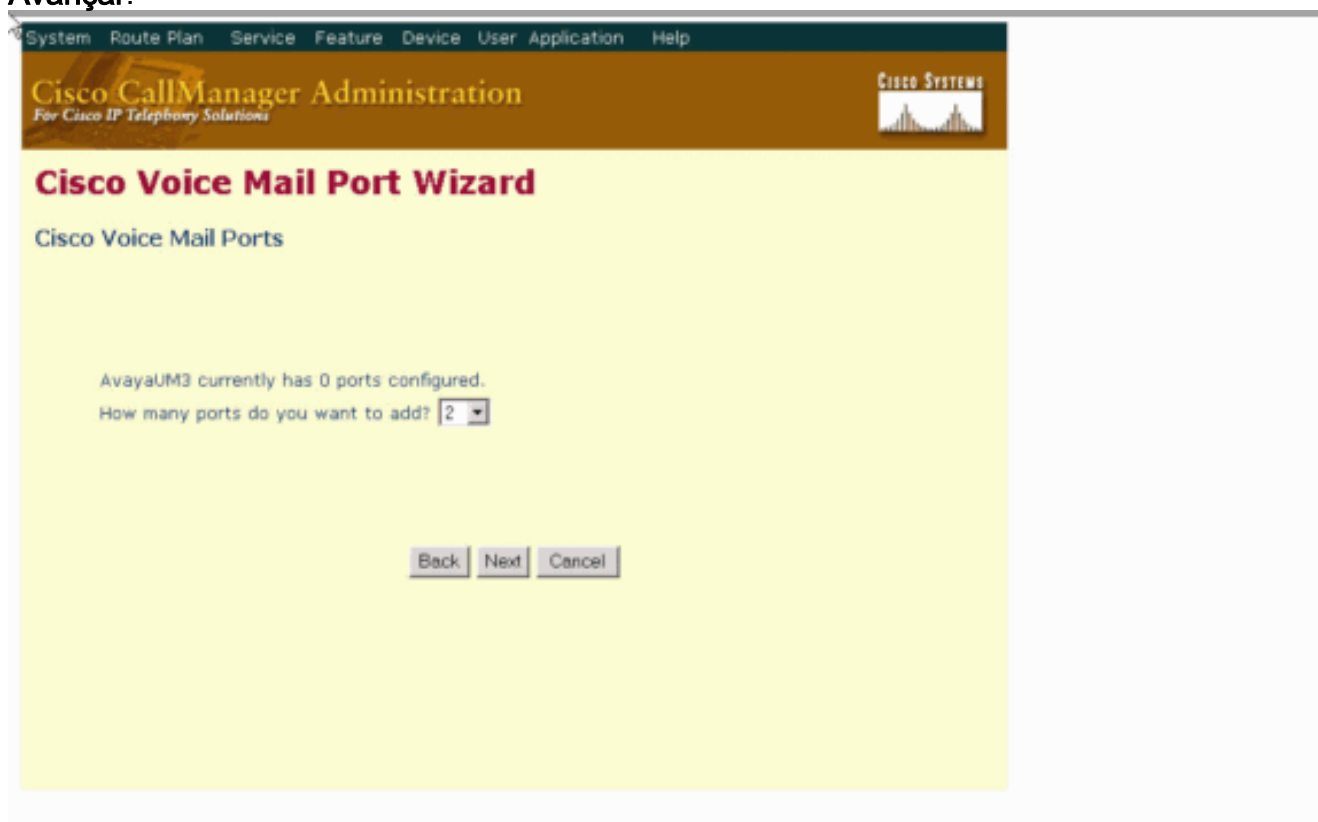 Avançar.
System Route Plan Service Feature Device User Application Help
Cisco CallManager Administration
For Cisco IP Telephony Solutions
CISCO SYSTEMS
Cisco Voice Mail Port Wizard
Cisco Voice Mail Ports
AvayaUM3 currently has 0 ports configured.
How many ports do you want to add? 2
Back Next Cancel